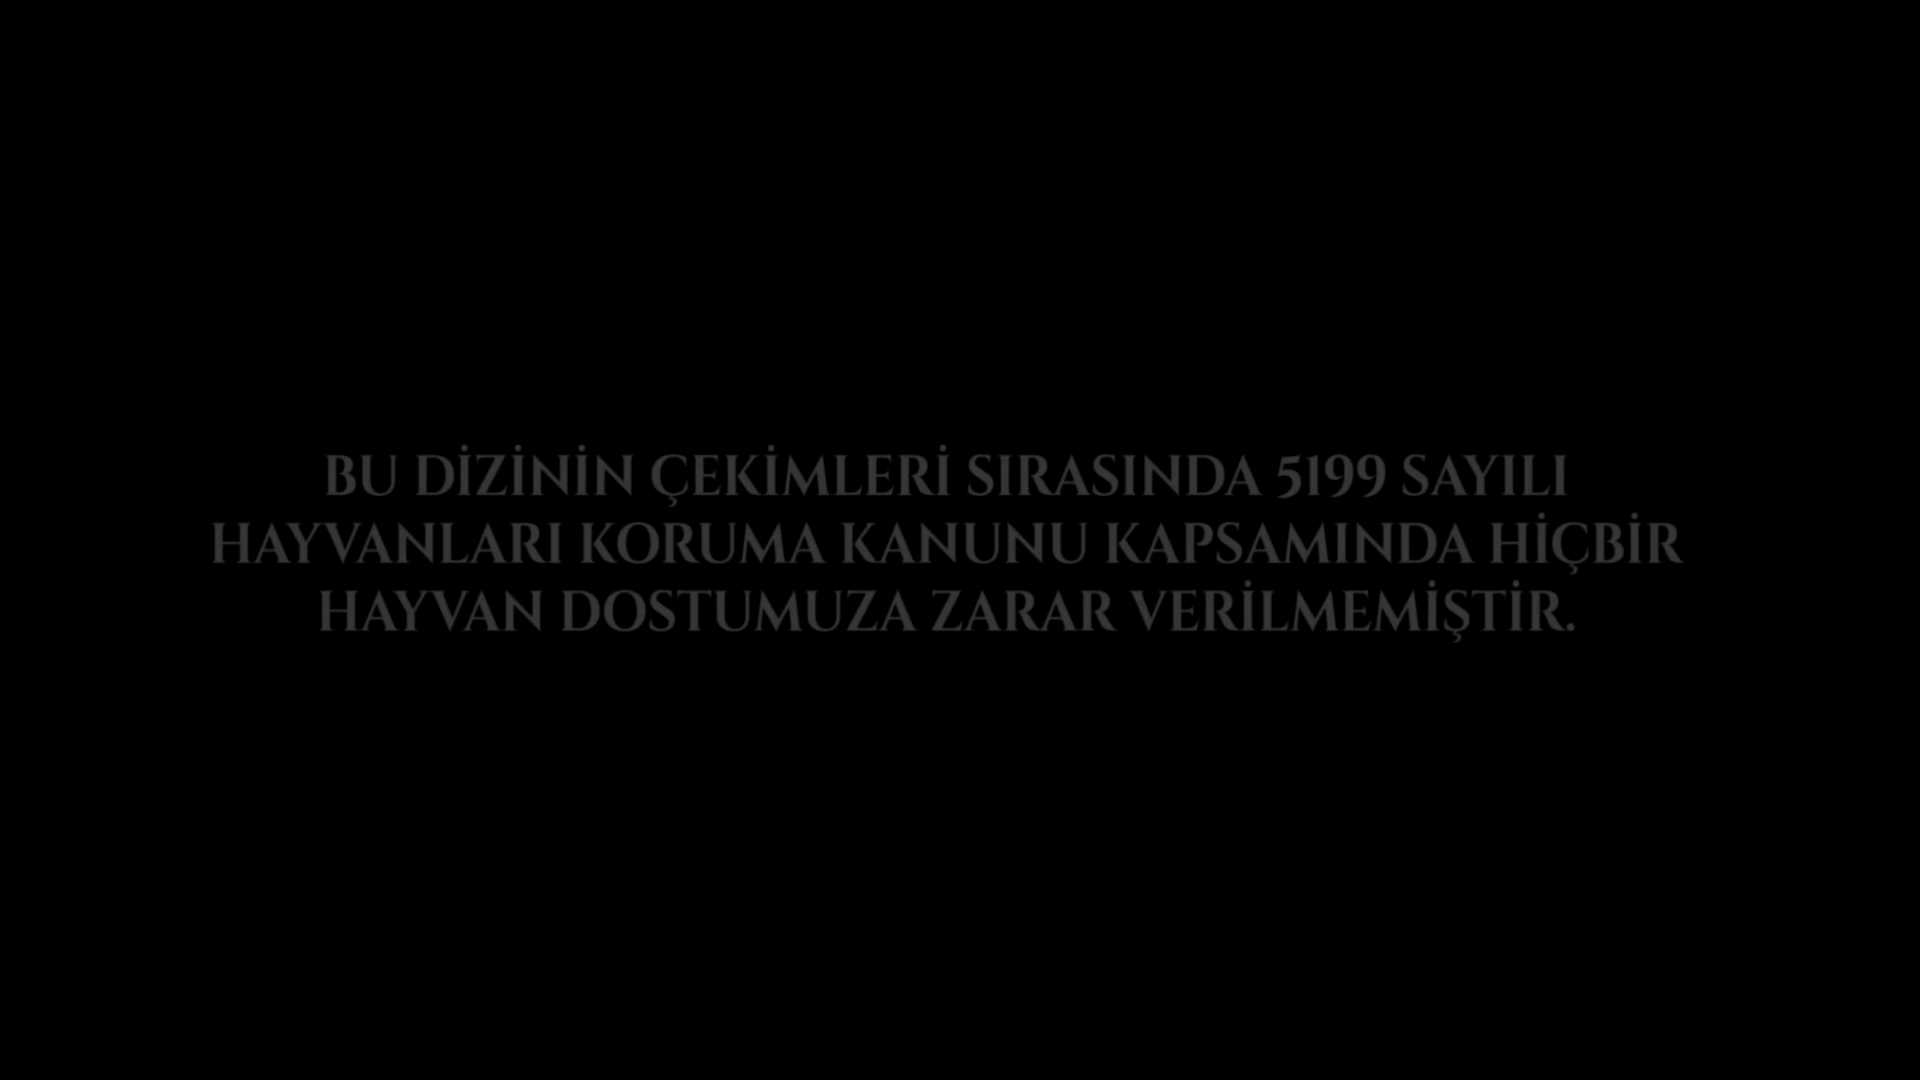 BU DİZİNİN ÇEKİMLERİ SIRASINDA 5199 SAYILI
HAYVANLARI KORUMA KANUNU KAPSAMINDA HİÇBİR
HAYVAN DOSTUMUZA ZARAR VERİLMEMİŞTİR.